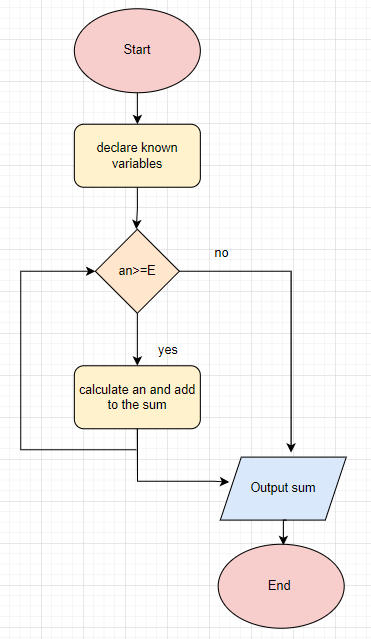 Start
declare known
variables
an>=E
no
yes
calculate an and add
to the sum
Output sum
End